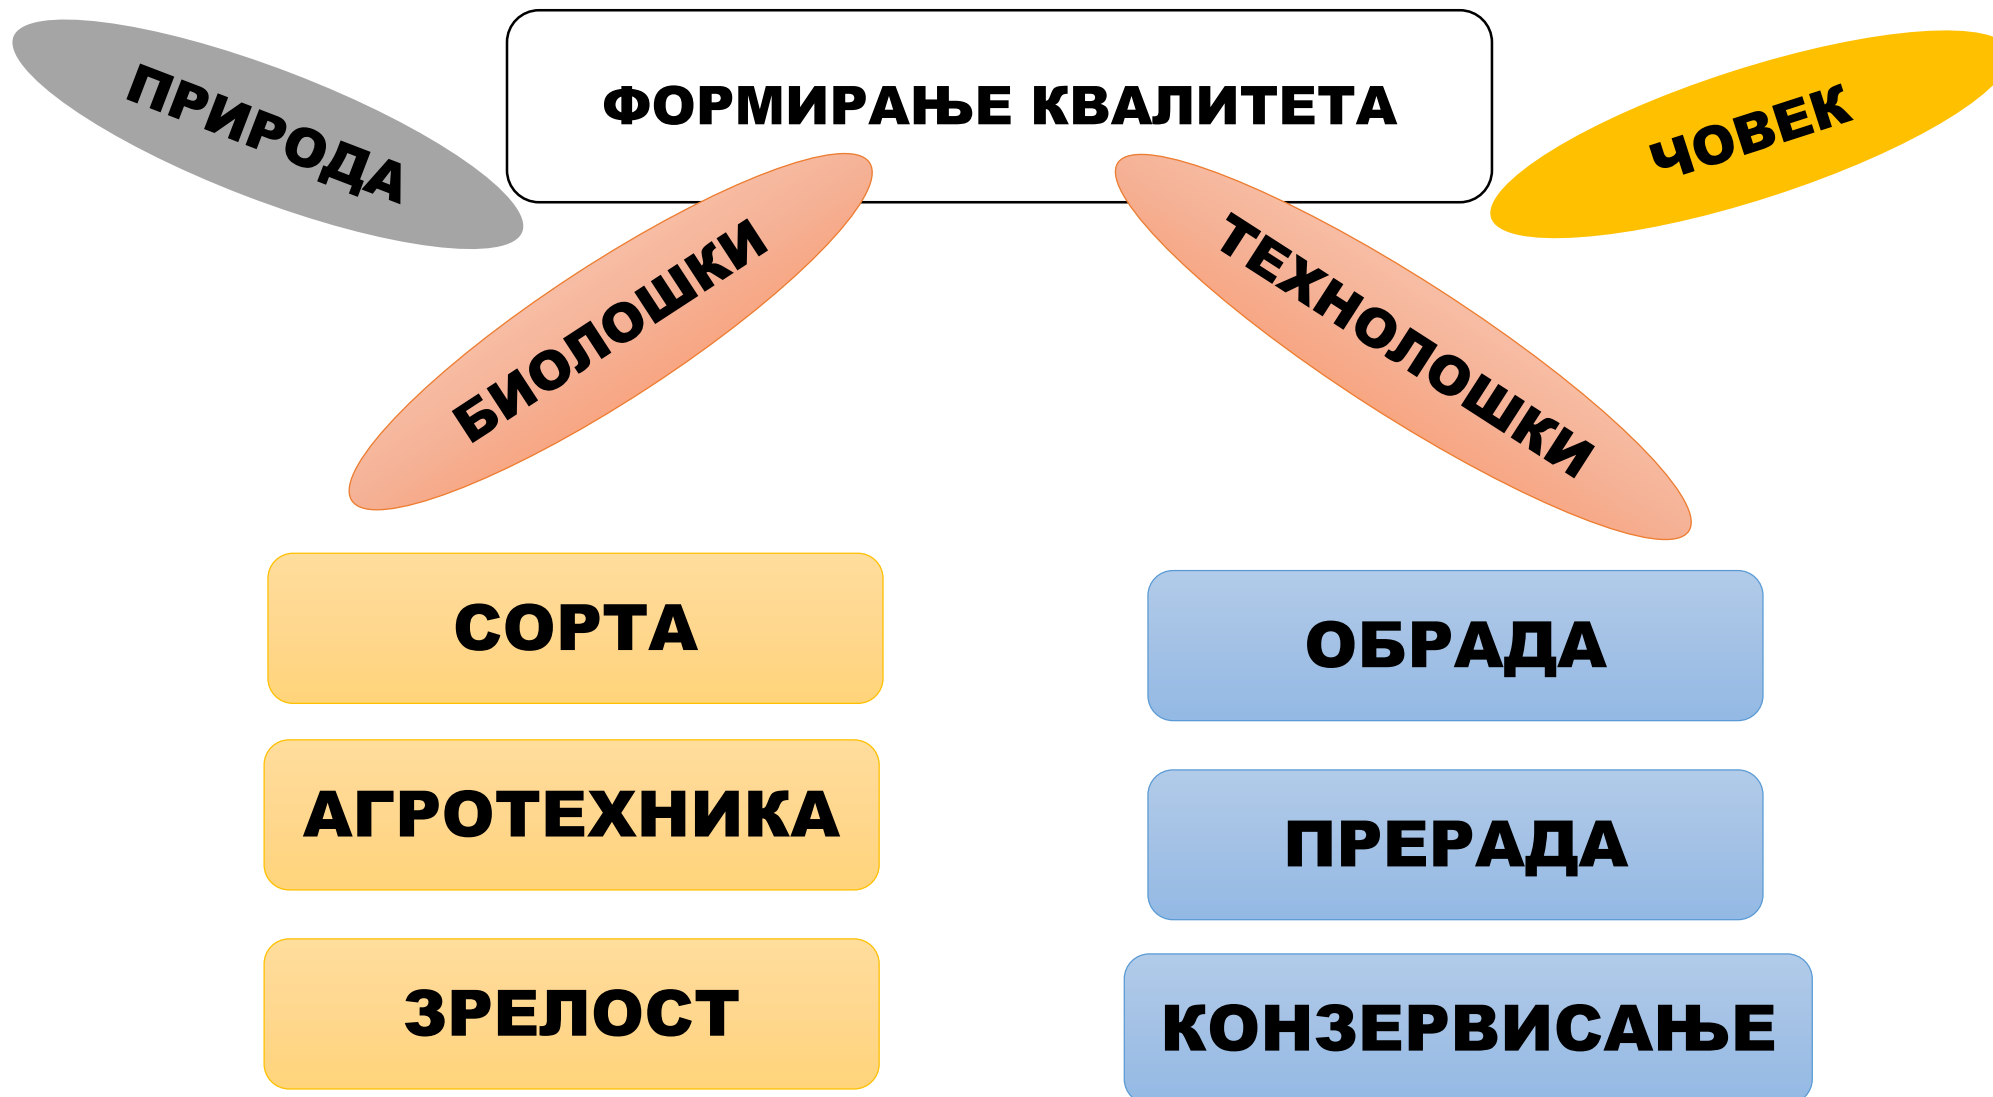 ПРИРОДА
ФОРМИРАЊЕ КВАЛИТЕТА
ЧОВЕК
БИОЛОШКИ
ТЕХНОЛОШКИ
СОРТА
АГРОТЕХНИКА
ЗРЕЛОСТ
ОБРАДА
ПРЕРАДА
КОНЗЕРВИСАЊЕ